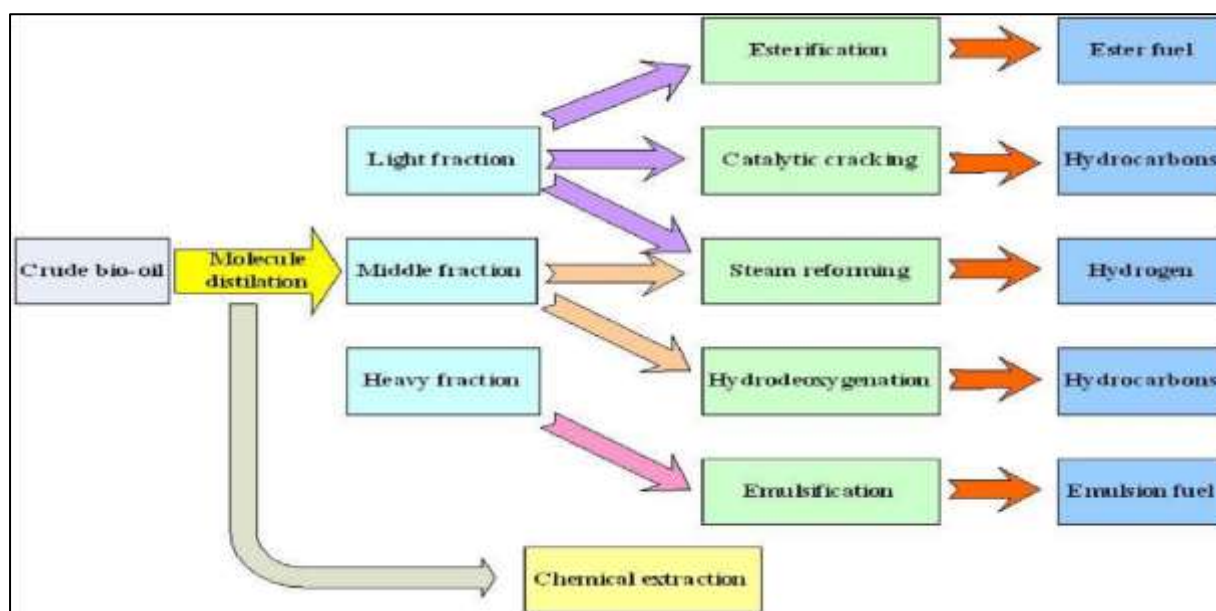 Esterification
Ester fuel
Light fraction
Catalytic cracking
Hydrocarbons
Crude bio-oil
Molecule
distilation
Middle fraction
Steam reforming
Hydrogen
Heavy fraction
Hydrodeoxygenation
Hydrocarbons
Emulsification
Emulsion fuel
Chemical extraction